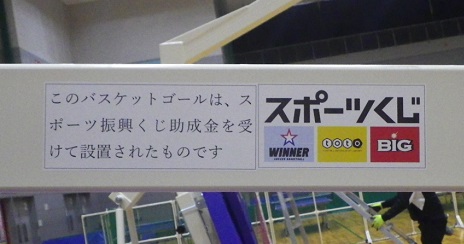 このバスケットゴールは、ス
ポーツ振興くじ助成金を受
けて設置されたものです
スポーツくじ
WINNER
toto
BIG